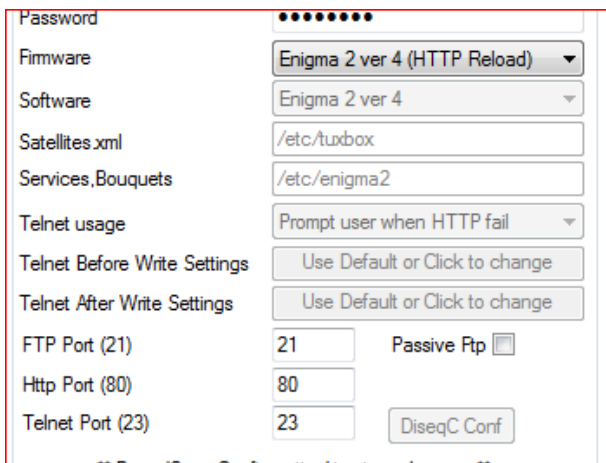 Password ●●●●●●●●
Firmware Enigma 2 ver 4 (HTTP Reload)
Software Enigma 2 ver 4
Satellites.xml /etc/tuxbox
Services,Bouquets /etc/enigma2
Telnet usage Prompt user when HTTP fail
Telnet Before Write Settings Use Default or Click to change
Telnet After Write Settings Use Default or Click to change
FTP Port (21) 21 Passive Ftp
Http Port (80) 80
Telnet Port (23) 23 DiseqC Conf